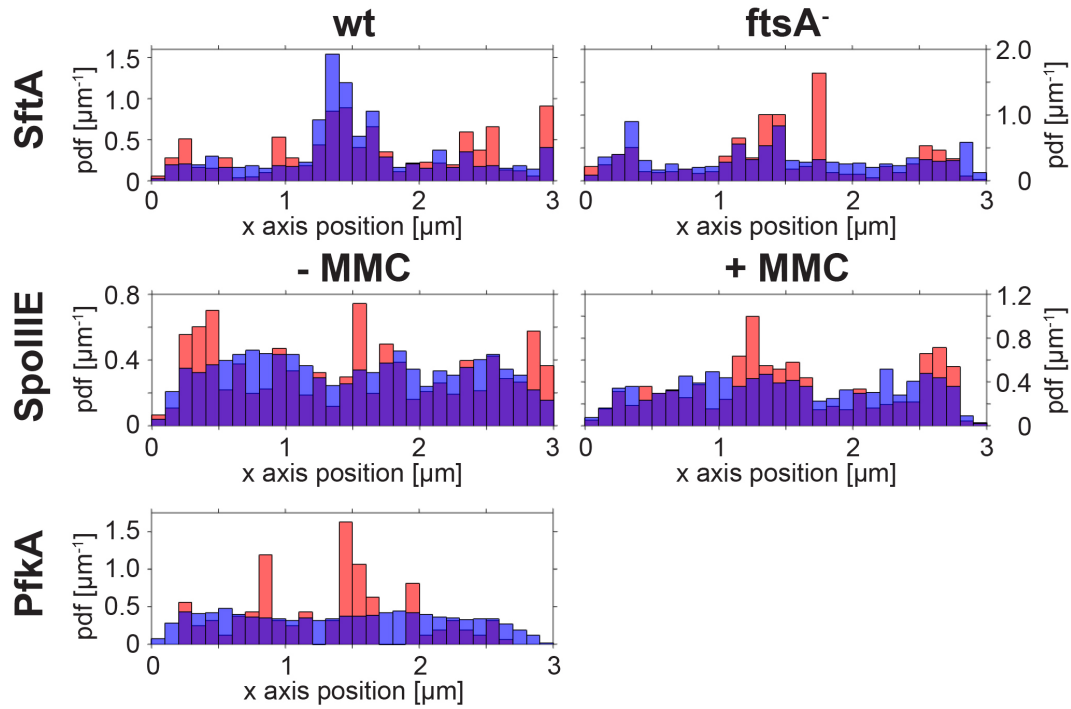 wt
ftsA⁻
SftA
pdf [µm⁻¹]
1.5
1.0
0.5
0
0 1 2 3
x axis position [µm]
2.0
1.0
0
pdf [µm⁻¹]
0 1 2 3
x axis position [µm]
- MMC
+ MMC
SpoIIIE
pdf [µm⁻¹]
0.8
0.4
0
0 1 2 3
x axis position [µm]
1.2
0.8
0.4
0
pdf [µm⁻¹]
0 1 2 3
x axis position [µm]
PfkA
pdf [µm⁻¹]
1.5
1.0
0.5
0
0 1 2 3
x axis position [µm]